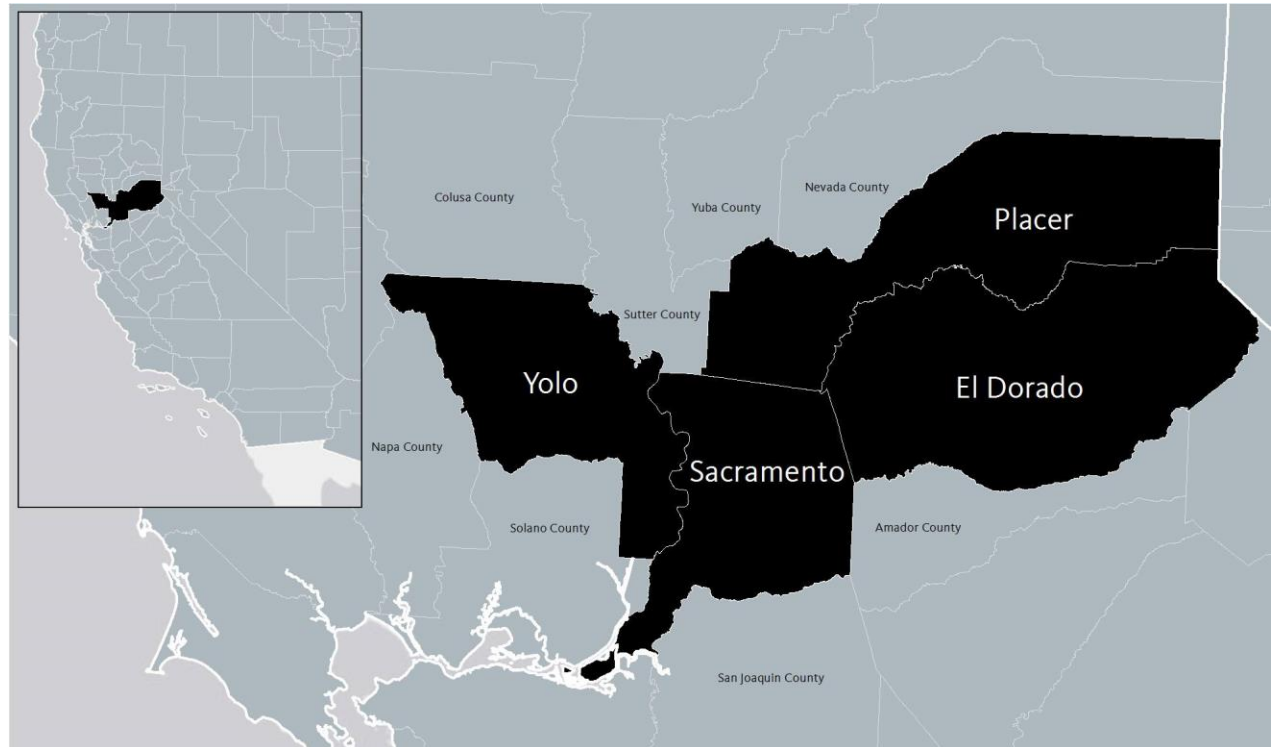 Colusa County
Yuba County
Nevada County
Placer
Sutter County
Yolo
El Dorado
Napa County
Sacramento
Solano County
Amador County
San Joaquin County